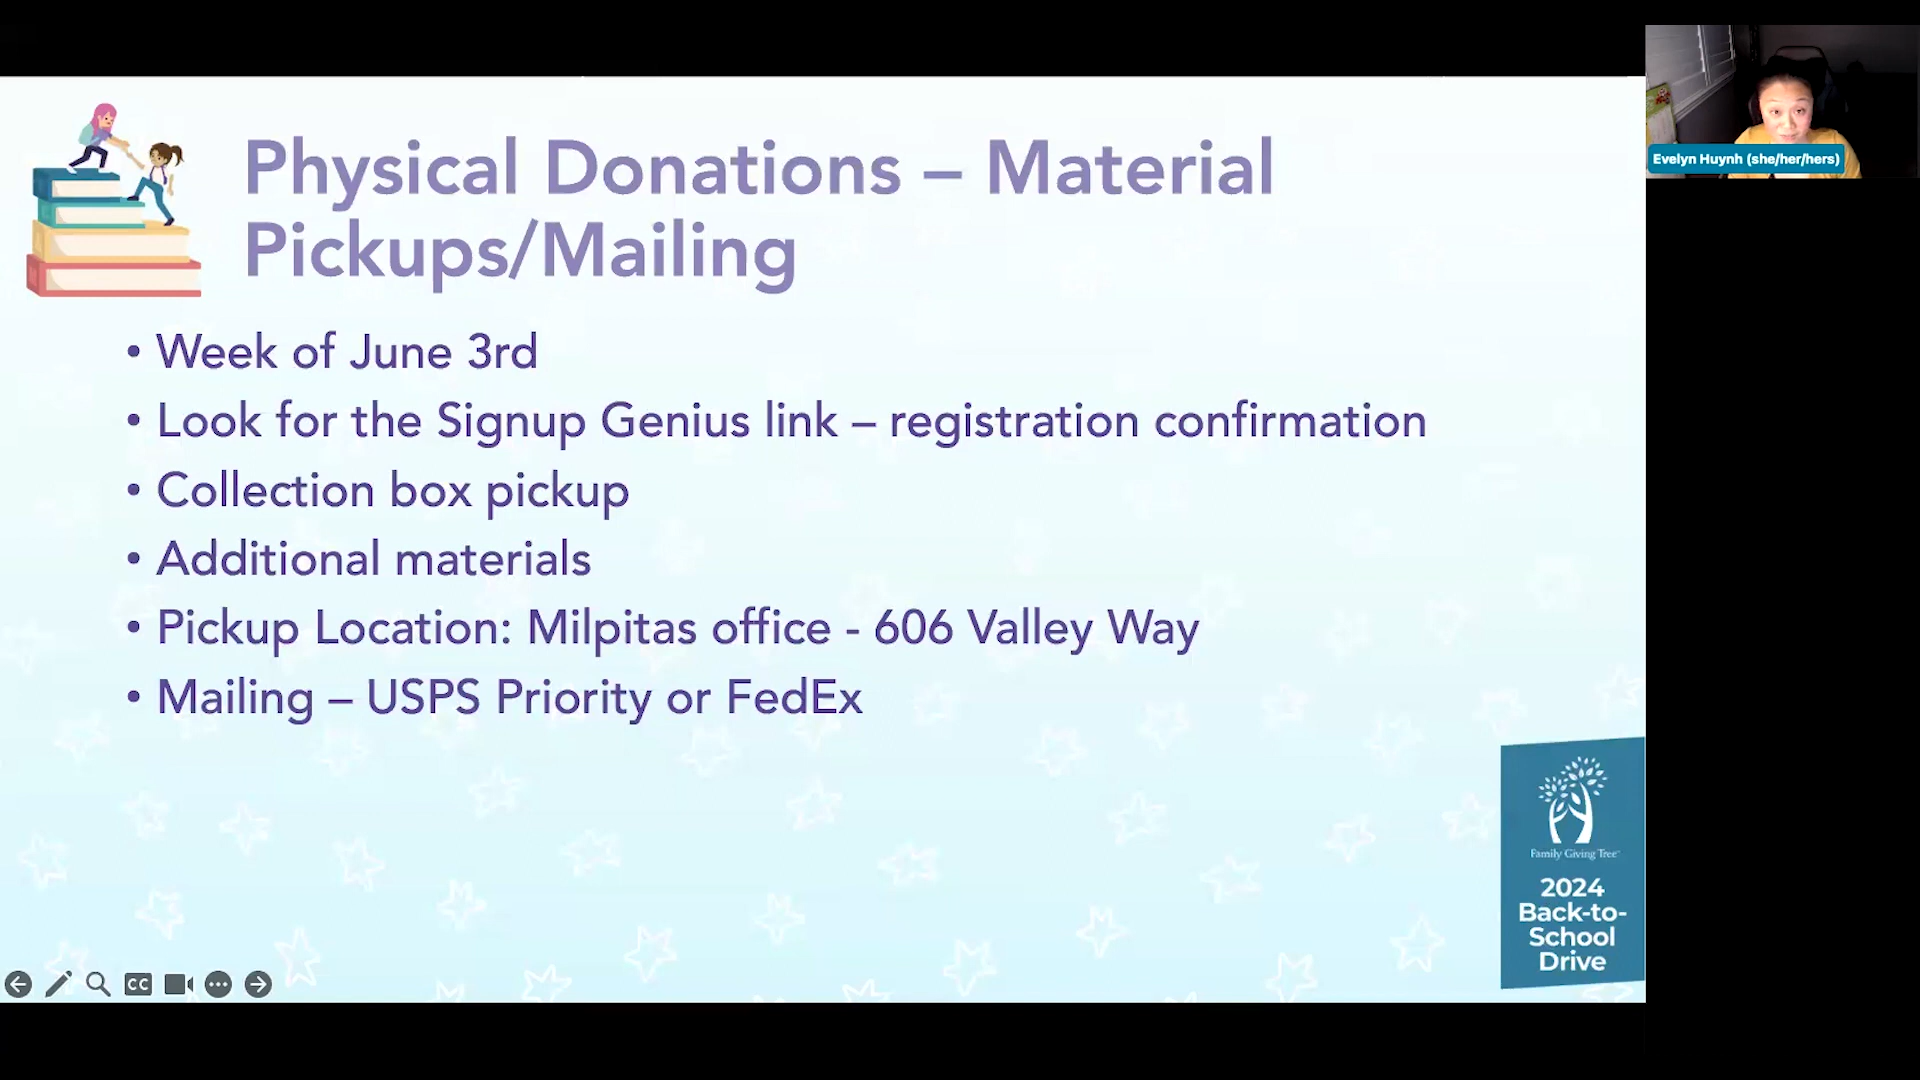 Physical Donations – Material
Pickups/Mailing
• Week of June 3rd
• Look for the Signup Genius link – registration confirmation
• Collection box pickup
• Additional materials
• Pickup Location: Milpitas office - 606 Valley Way
• Mailing – USPS Priority or FedEx
Evelyn Huynh (she/her/hers)
Family Giving Tree
2024
Back-to-
School
Drive
CC